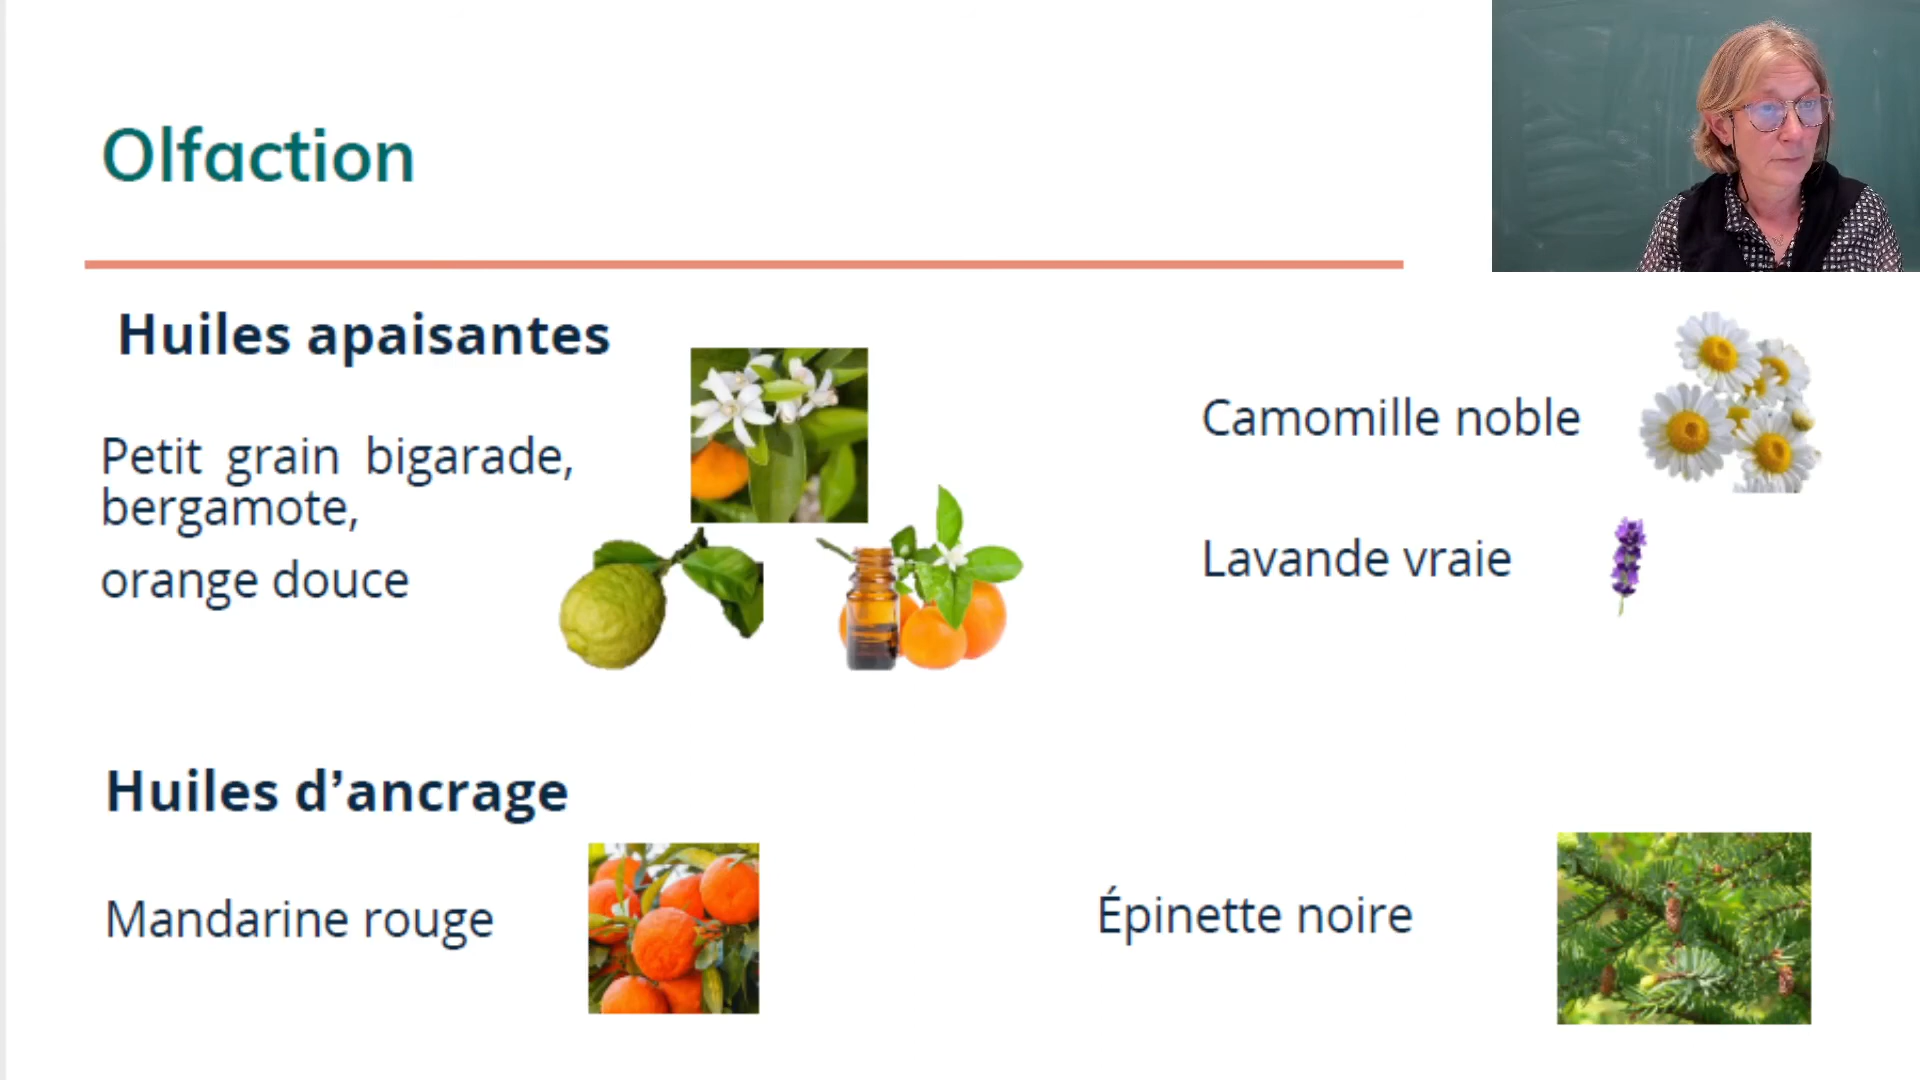 Olfaction
Huiles apaisantes
Petit grain bigarade,
bergamote,
orange douce
Camomille noble
Lavande vraie
Huiles d’ancrage
Mandarine rouge
Épinette noire